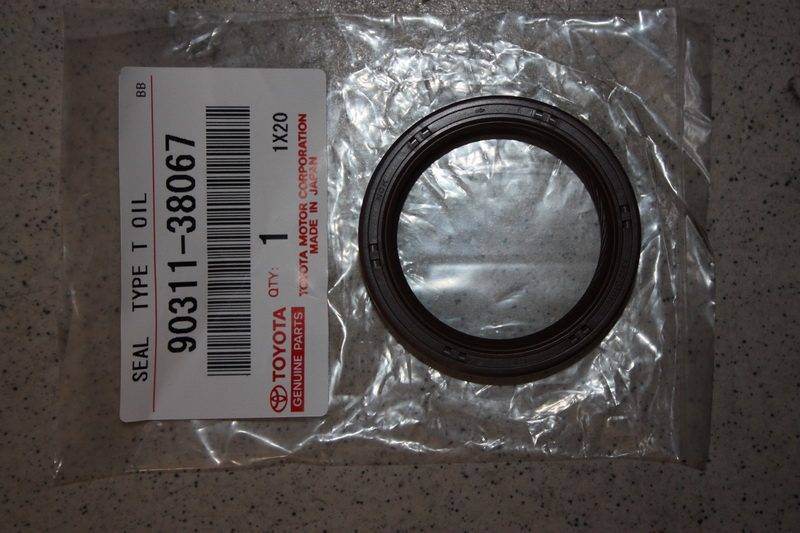 SEAL TYPE T OIL BB
90311-38067
QTY: 1 1X20
TOYOTA TOYOTA MOTOR CORPORATION
GENUINE PARTS MADE IN JAPAN